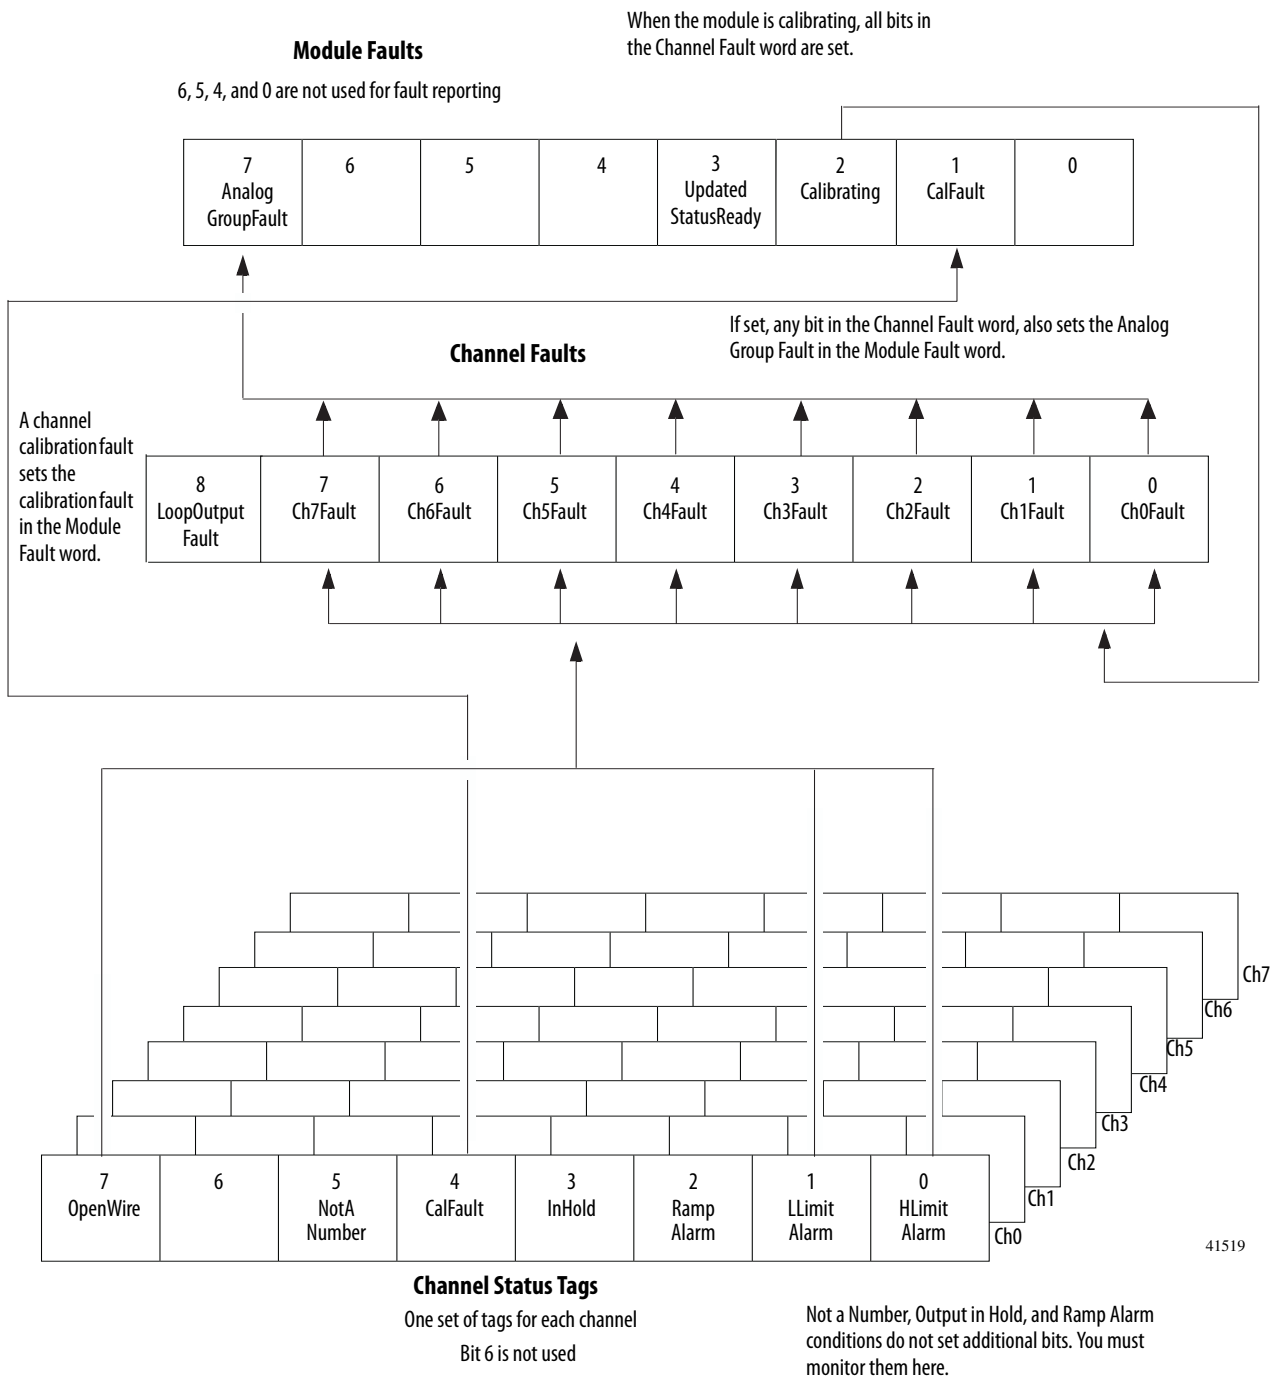 When the module is calibrating, all bits in
the Channel Fault word are set.
Module Faults
6, 5, 4, and 0 are not used for fault reporting
7
Analog
GroupFault
6
5
4
3
Updated
StatusReady
2
Calibrating
1
CalFault
0
If set, any bit in the Channel Fault word, also sets the Analog
Group Fault in the Module Fault word.
Channel Faults
A channel
calibration fault
sets the
calibration fault
in the Module
Fault word.
8
LoopOutput
Fault
7
Ch7Fault
6
Ch6Fault
5
Ch5Fault
4
Ch4Fault
3
Ch3Fault
2
Ch2Fault
1
Ch1Fault
0
Ch0Fault
Ch7
Ch6
Ch5
Ch4
Ch3
Ch2
Ch1
Ch0
7
OpenWire
6
5
NotA
Number
4
CalFault
3
InHold
2
Ramp
Alarm
1
LLimit
Alarm
0
HLimit
Alarm
41519
Channel Status Tags
One set of tags for each channel
Bit 6 is not used
Not a Number, Output in Hold, and Ramp Alarm
conditions do not set additional bits. You must
monitor them here.